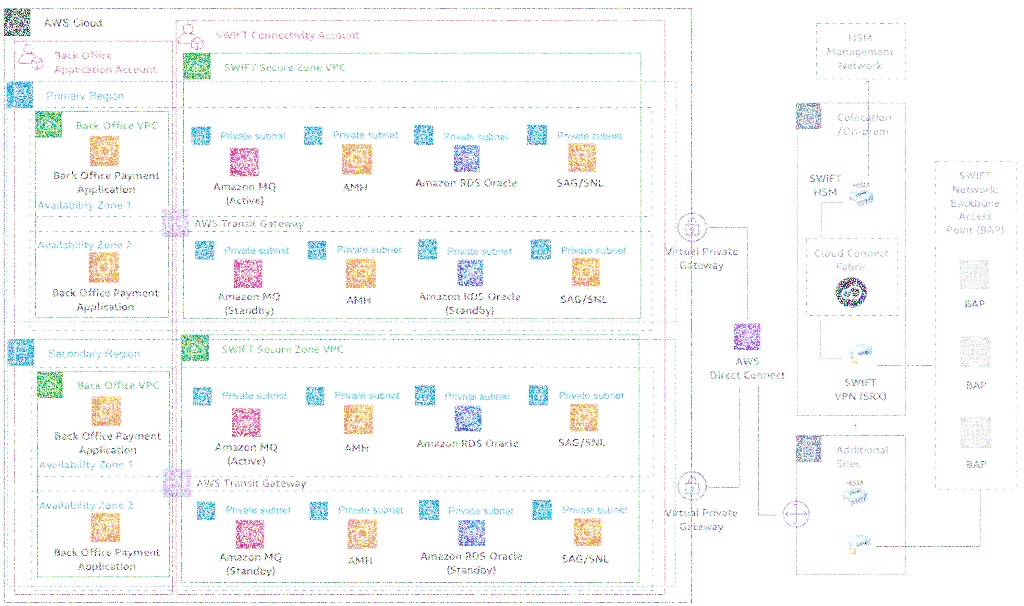 AWS Cloud
SWIFT Connectivity Account
Back Office
Application Account
SWIFT Secure Zone VPC
Primary Region
Back Office VPC
Private subnet
Private subnet
Private subnet
Private subnet
Back Office Payment
Application
Amazon MQ
(Active)
AMH
Amazon RDS Oracle
SAG/SNL
Availability Zone 1
AWS Transit Gateway
Availability Zone 2
Private subnet
Private subnet
Private subnet
Private subnet
Back Office Payment
Application
Amazon MQ
(Standby)
AMH
Amazon RDS Oracle
(Standby)
SAG/SNL
Secondary Region
SWIFT Secure Zone VPC
Back Office VPC
Private subnet
Private subnet
Private subnet
Private subnet
Back Office Payment
Application
Amazon MQ
(Active)
AMH
Amazon RDS Oracle
SAG/SNL
Availability Zone 1
AWS Transit Gateway
Availability Zone 2
Private subnet
Private subnet
Private subnet
Private subnet
Back Office Payment
Application
Amazon MQ
(Standby)
AMH
Amazon RDS Oracle
(Standby)
SAG/SNL
Virtual Private
Gateway
AWS
Direct Connect
Virtual Private
Gateway
HSM
Management
Network
Colocation
/On-prem
SWIFT
HSM
HSM
Cloud Connect
Fabric
SWIFT
VPN (SRX)
Additional
Sites
HSM
SWIFT
Network:
Backbone
Access
Point (BAP)
BAP
BAP
BAP